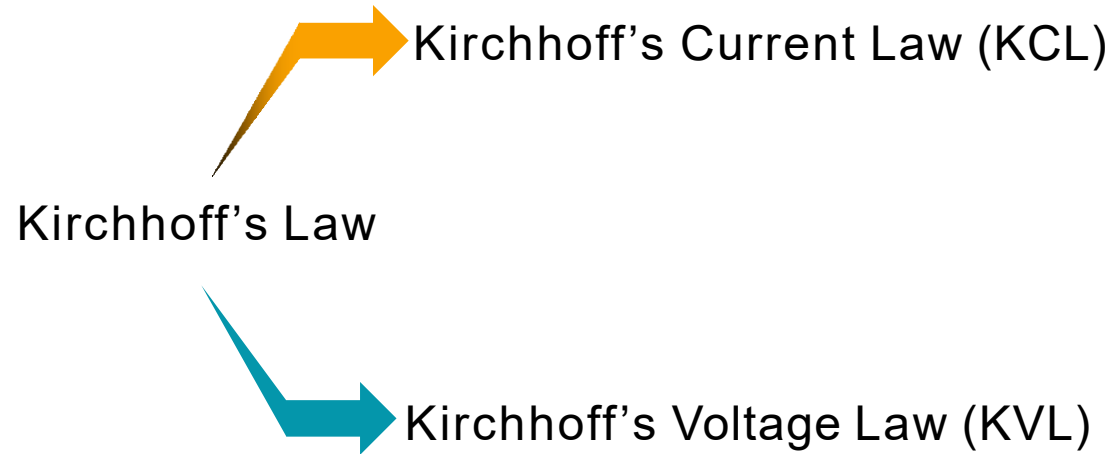 Kirchhoff’s Current Law (KCL)
Kirchhoff’s Law
Kirchhoff’s Voltage Law (KVL)